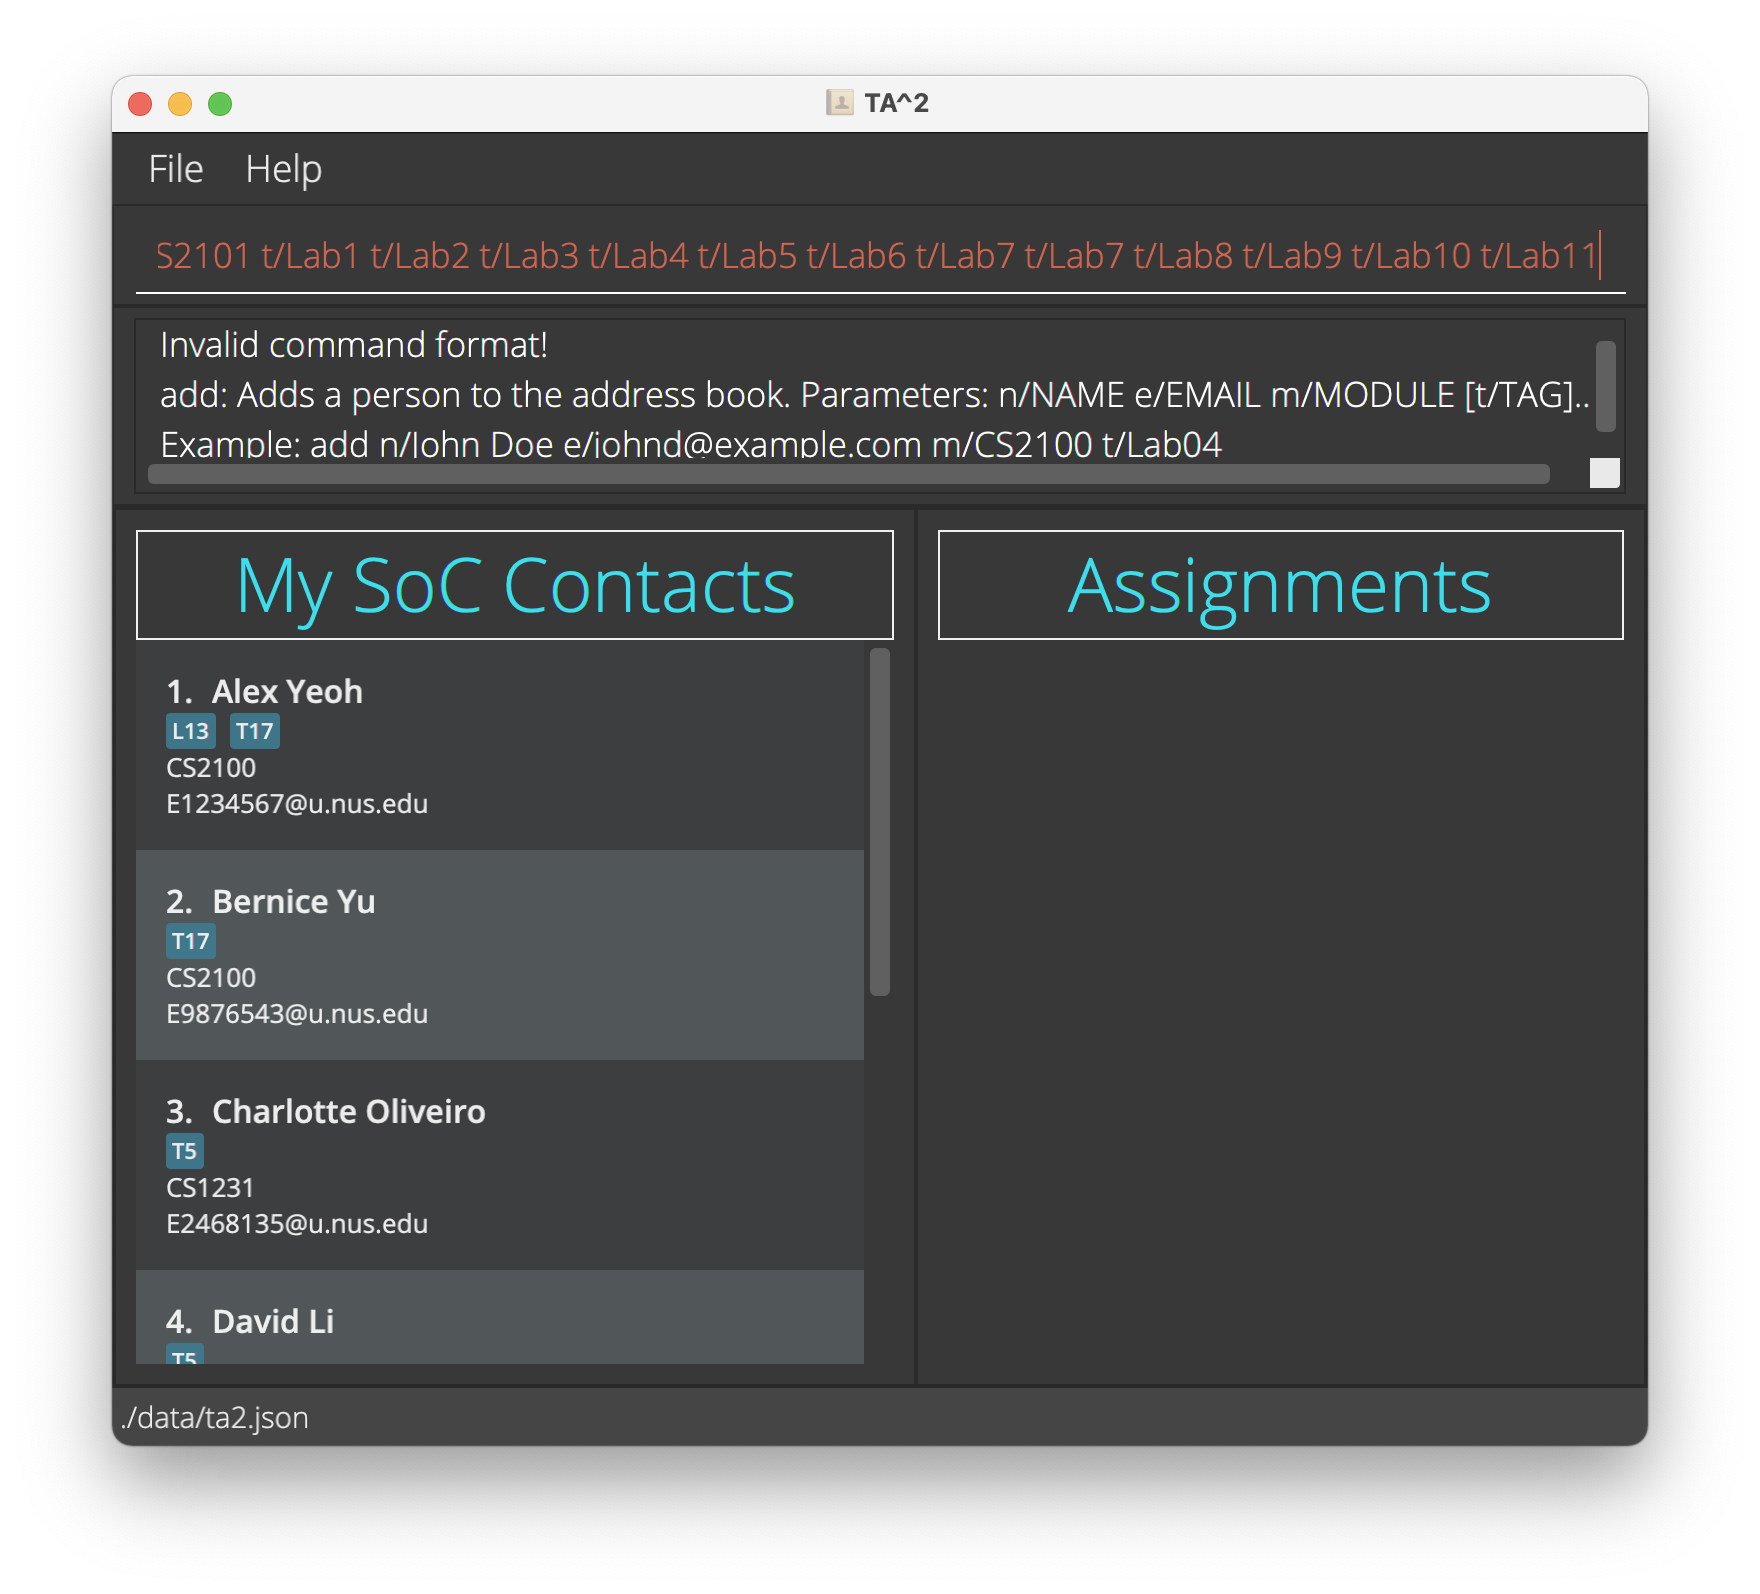 TA^2
File Help
S2101 t/Lab1 t/Lab2 t/Lab3 t/Lab4 t/Lab5 t/Lab6 t/Lab7 t/Lab7 t/Lab8 t/Lab9 t/Lab10 t/Lab11
Invalid command format!
add: Adds a person to the address book. Parameters: n/NAME e/EMAIL m/MODULE [t/TAG]..
Example: add n/John Doe e/johnd@example.com m/CS2100 t/Lab04
My SoC Contacts
1. Alex Yeoh
L13 T17
CS2100
E1234567@u.nus.edu
2. Bernice Yu
T17
CS2100
E9876543@u.nus.edu
3. Charlotte Oliveiro
T5
CS1231
E2468135@u.nus.edu
4. David Li
T5
Assignments
./data/ta2.json